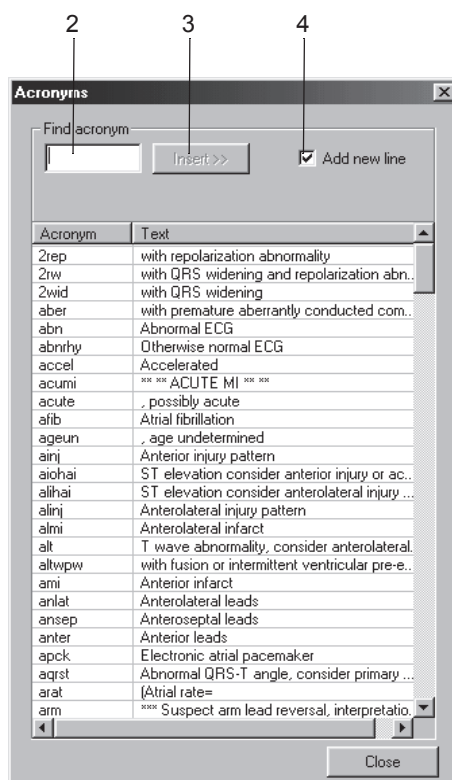 2 3 4
Acronyms
Find acronym
Insert >> Add new line
Acronym Text
2rep with repolarization abnormality
2rw with QRS widening and repolarization abn..
2wid with QRS widening
aber with premature aberrantly conducted com..
abn Abnormal ECG
abnrhy Otherwise normal ECG
accel Accelerated
acumi ** ** ACUTE MI ** **
acute , possibly acute
afib Atrial fibrillation
ageun , age undetermined
ainj Anterior injury pattern
aiohai ST elevation consider anterior injury or ac..
alihai ST elevation consider anterolateral injury ...
alinj Anterolateral injury pattern
almi Anterolateral infarct
alt T wave abnormality, consider anterolateral.
altwpw with fusion or intermittent ventricular pre-e..
ami Anterior infarct
anlat Anterolateral leads
ansep Anteroseptal leads
anter Anterior leads
apck Electronic atrial pacemaker
aqrst Abnormal QRS-T angle, consider primary ...
arat (Atrial rate=
arm *** Suspect arm lead reversal, interpretatio.
Close